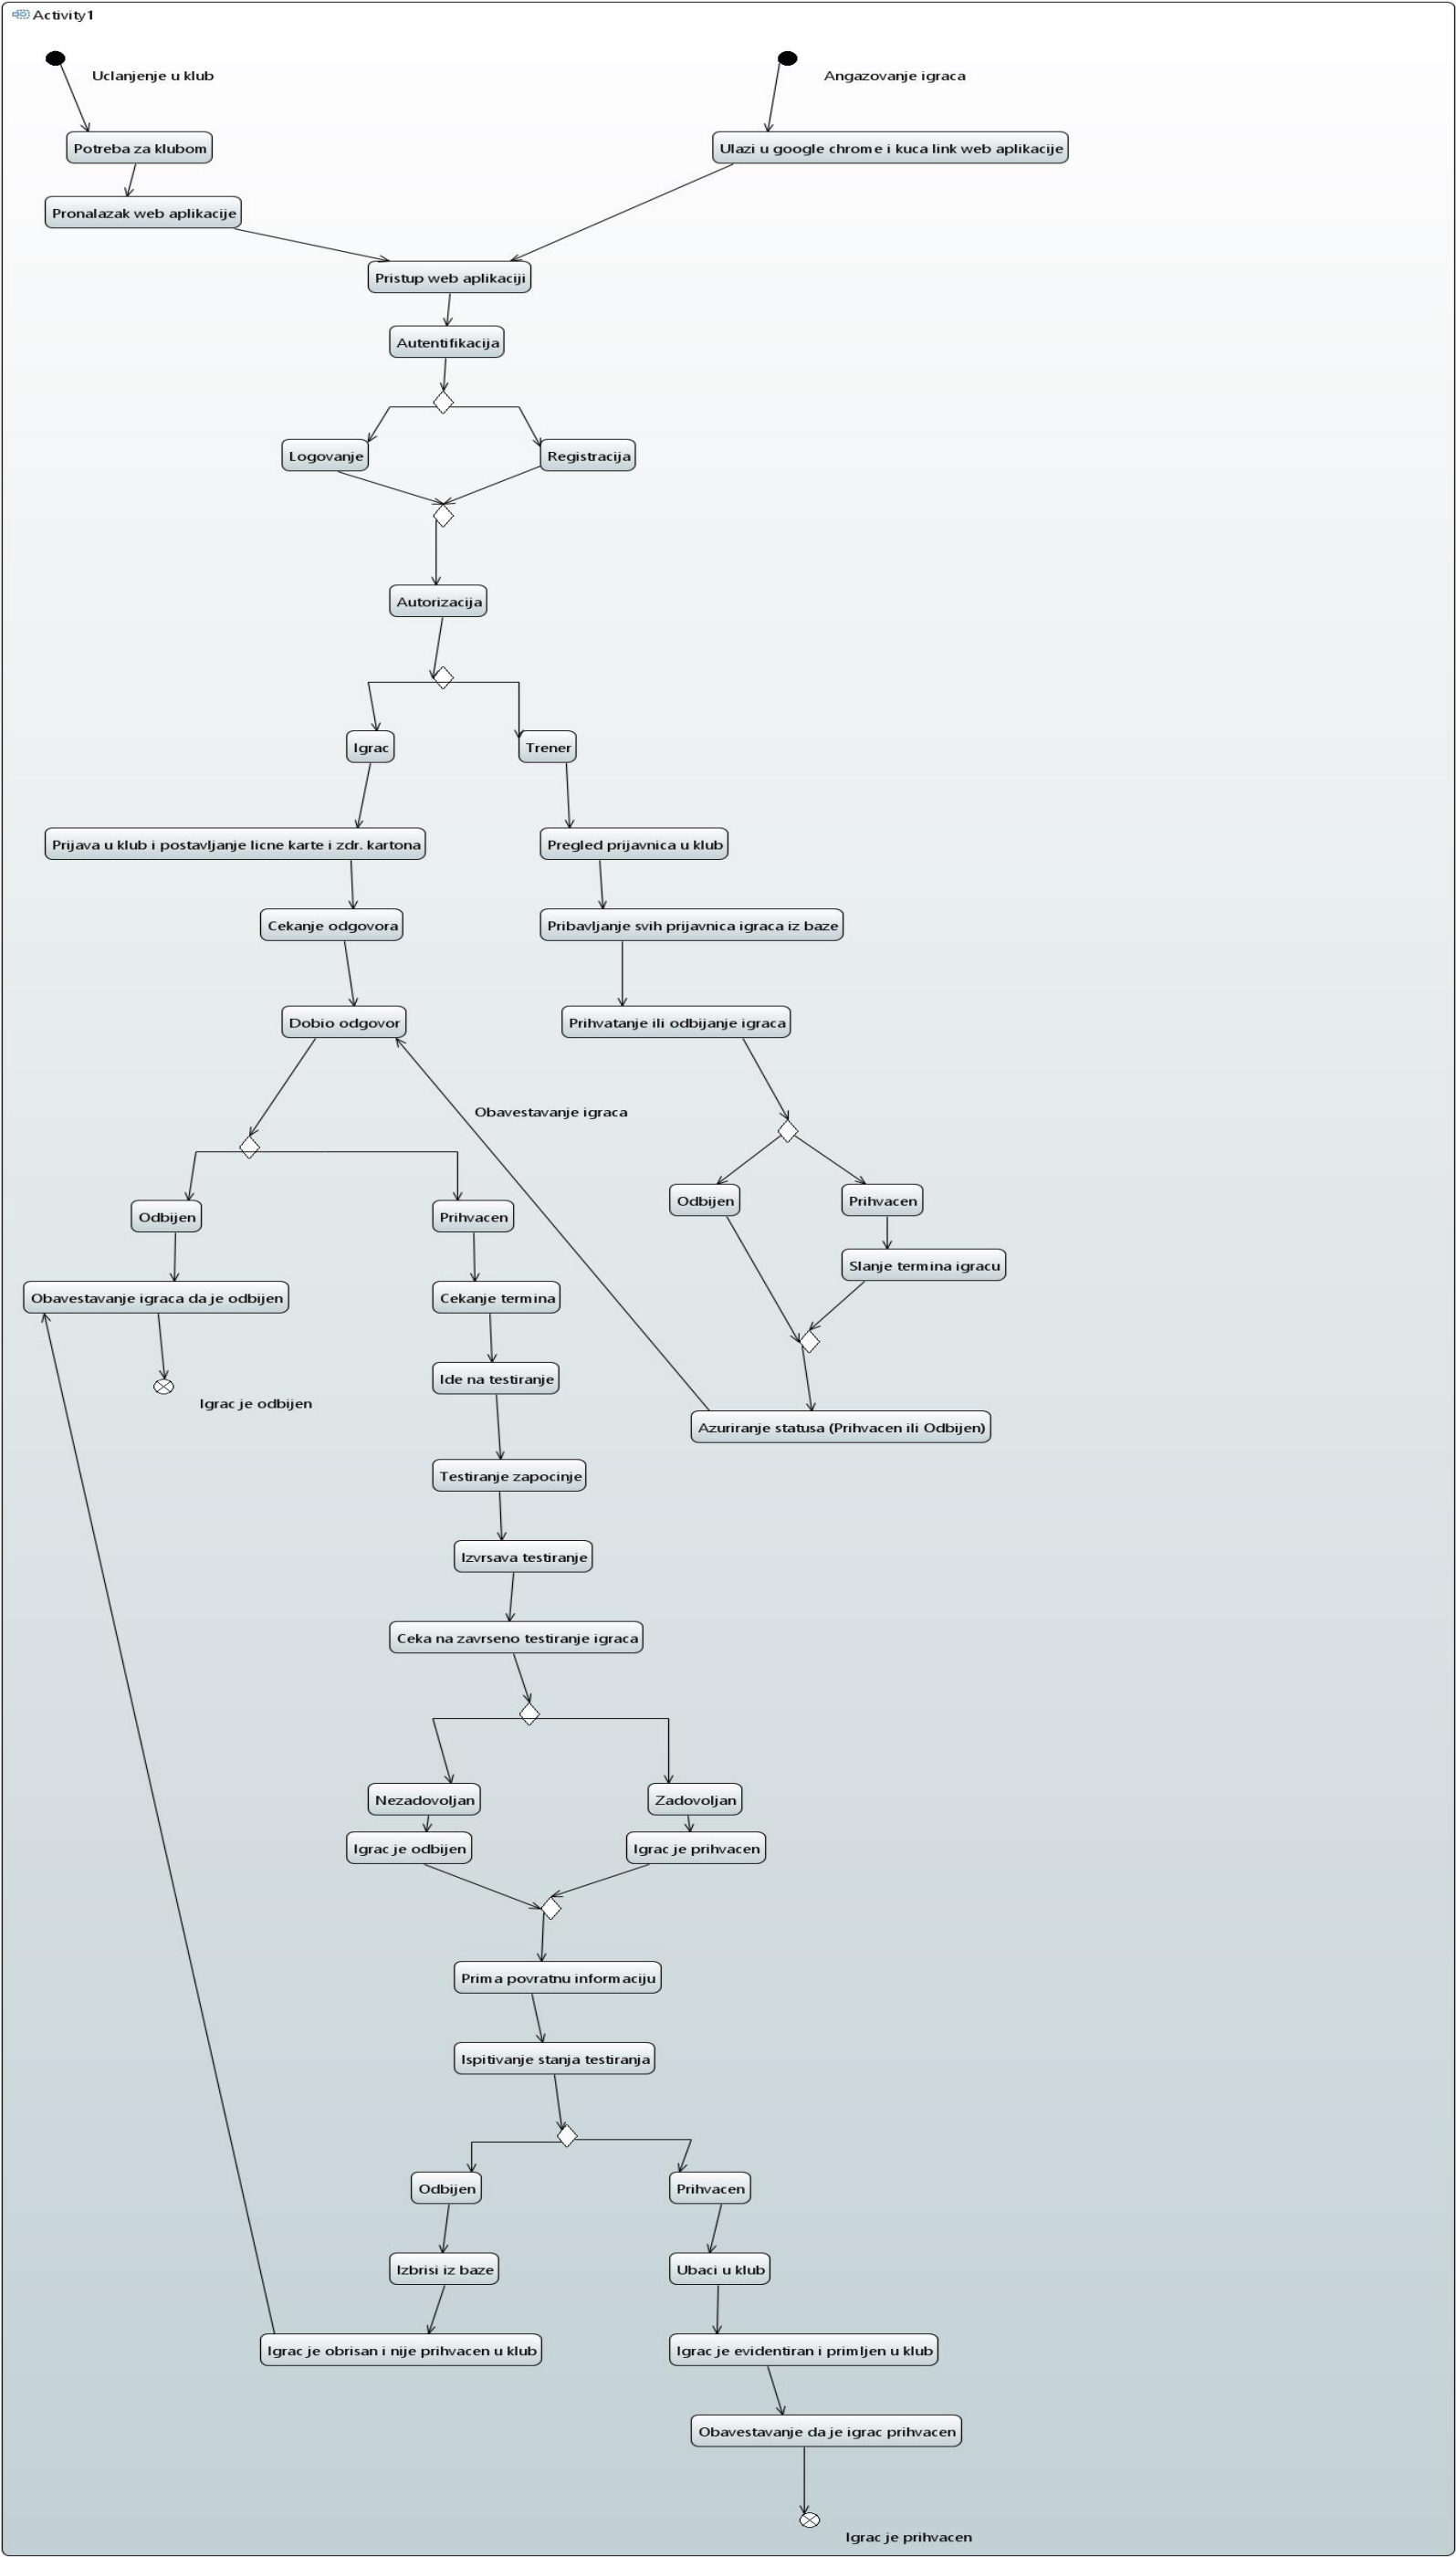 Activity1
Uclanjenje u klub
Angazovanje igraca
Potreba za klubom
Ulazi u google chrome i kuca link web aplikacije
Pronalazak web aplikacije
Pristup web aplikaciji
Autentifikacija
Logovanje
Registracija
Autorizacija
Igrac
Trener
Prijava u klub i postavljanje licne karte i zdr. kartona
Pregled prijavnica u klub
Cekanje odgovora
Pribavljanje svih prijavnica igraca iz baze
Dobio odgovor
Prihvatanje ili odbijanje igraca
Obavestavanje igraca
Odbijen
Prihvacen
Odbijen
Prihvacen
Slanje termina igracu
Obavestavanje igraca da je odbijen
Cekanje termina
Ide na testiranje
Igrac je odbijen
Azuriranje statusa (Prihvacen ili Odbijen)
Testiranje zapocinje
Izvrsava testiranje
Ceka na zavrseno testiranje igraca
Nezadovoljan
Zadovoljan
Igrac je odbijen
Igrac je prihvacen
Prima povratnu informaciju
Ispitivanje stanja testiranja
Odbijen
Prihvacen
Izbrisi iz baze
Ubaci u klub
Igrac je obrisan i nije prihvacen u klub
Igrac je evidentiran i primljen u klub
Obavestavanje da je igrac prihvacen
Igrac je prihvacen